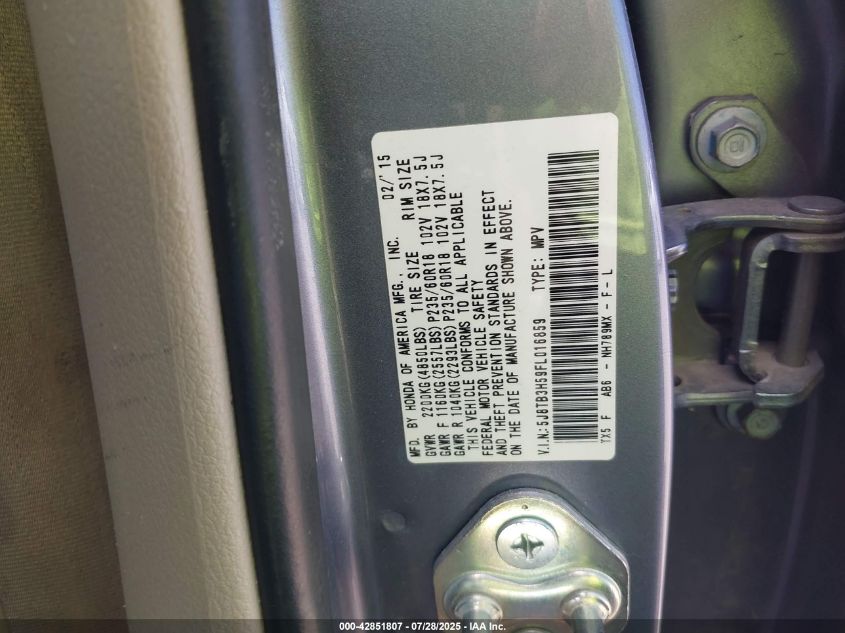 MFD. BY HONDA OF AMERICA MFG., INC. 02/'15
GVWR 2200KG(4850LBS) TIRE SIZE RIM SIZE
GAWR F 1160KG(2557LBS) P235/60R18 102V 18X7.5J
GAWR R 1040KG(2293LBS) P235/60R18 102V 18X7.5J
THIS VEHICLE CONFORMS TO ALL APPLICABLE
FEDERAL MOTOR VEHICLE SAFETY
AND THEFT PREVENTION STANDARDS IN EFFECT
ON THE DATE OF MANUFACTURE SHOWN ABOVE.
V.I.N.: 5J8TB3H59FL016859 TYPE: MPV
TX5 F AB6 - NH789MX - F - L
000-42851807 - 07/28/2025 - IAA Inc.